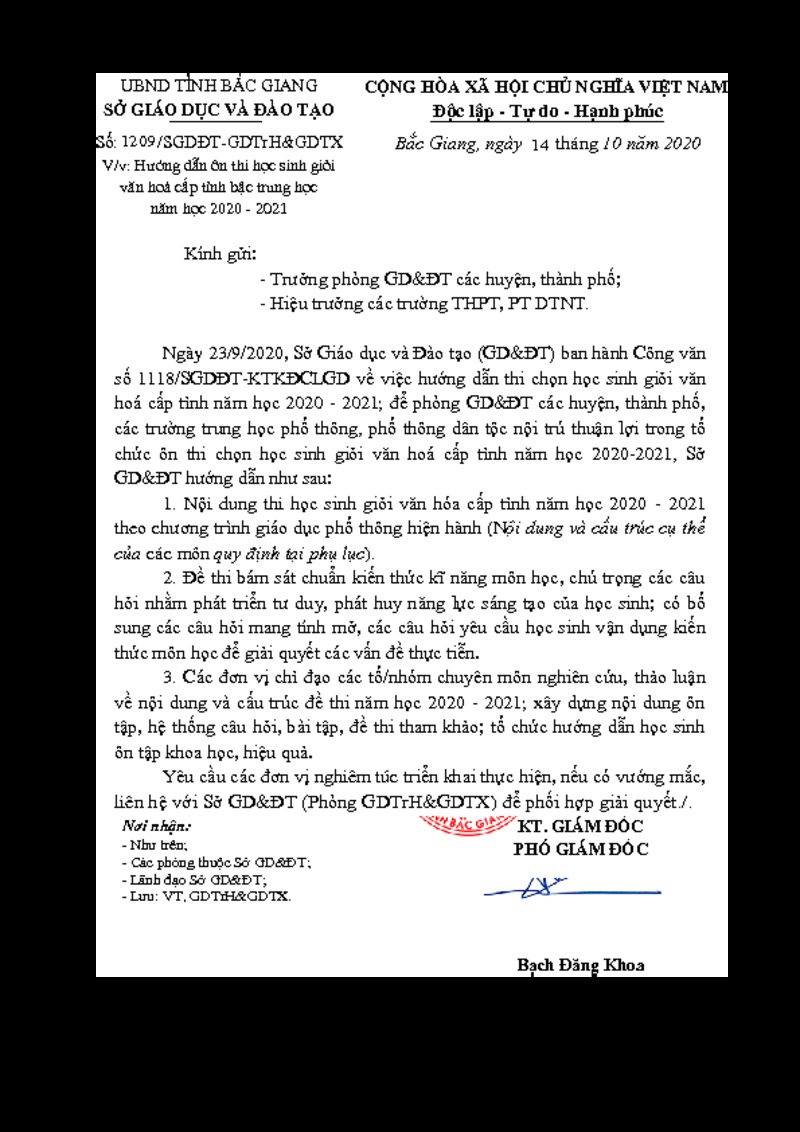 UBND TỈNH BẮC GIANG
SỞ GIÁO DỤC VÀ ĐÀO TẠO
CỘNG HÒA XÃ HỘI CHỦ NGHĨA VIỆT NAM
Độc lập - Tự do - Hạnh phúc
Số: 1209/SGDĐT-GDTrH&GDTX
Bắc Giang, ngày 14 tháng 10 năm 2020
V/v: Hướng dẫn ôn thi học sinh giỏi
văn hoá cấp tỉnh bậc trung học
năm học 2020 - 2021
Kính gửi:
- Trưởng phòng GD&ĐT các huyện, thành phố;
- Hiệu trưởng các trường THPT, PT DTNT.
Ngày 23/9/2020, Sở Giáo dục và Đào tạo (GD&ĐT) ban hành Công văn
số 1118/SGDĐT-KTKĐCLGD về việc hướng dẫn thi chọn học sinh giỏi văn
hoá cấp tỉnh năm học 2020 - 2021; để phòng GD&ĐT các huyện, thành phố,
các trường trung học phổ thông, phổ thông dân tộc nội trú thuận lợi trong tổ
chức ôn thi chọn học sinh giỏi văn hoá cấp tỉnh năm học 2020-2021, Sở
GD&ĐT hướng dẫn như sau:
1. Nội dung thi học sinh giỏi văn hóa cấp tỉnh năm học 2020 - 2021
theo chương trình giáo dục phổ thông hiện hành (Nội dung và cấu trúc cụ thể
của các môn quy định tại phụ lục).
2. Đề thi bám sát chuẩn kiến thức kĩ năng môn học, chú trọng các câu
hỏi nhằm phát triển tư duy, phát huy năng lực sáng tạo của học sinh; có bổ
sung các câu hỏi mang tính mở, các câu hỏi yêu cầu học sinh vận dụng kiến
thức môn học để giải quyết các vấn đề thực tiễn.
3. Các đơn vị chỉ đạo các tổ/nhóm chuyên môn nghiên cứu, thảo luận
về nội dung và cấu trúc đề thi năm học 2020 - 2021; xây dựng nội dung ôn
tập, hệ thống câu hỏi, bài tập, đề thi tham khảo; tổ chức hướng dẫn học sinh
ôn tập khoa học, hiệu quả.
Yêu cầu các đơn vị nghiêm túc triển khai thực hiện, nếu có vướng mắc,
liên hệ với Sở GD&ĐT (Phòng GDTrH&GDTX) để phối hợp giải quyết./.
Nơi nhận:
- Như trên;
- Các phòng thuộc Sở GD&ĐT;
- Lãnh đạo Sở GD&ĐT;
- Lưu: VT, GDTrH&GDTX.
KT. GIÁM ĐỐC
PHÓ GIÁM ĐỐC
Bạch Đăng Khoa